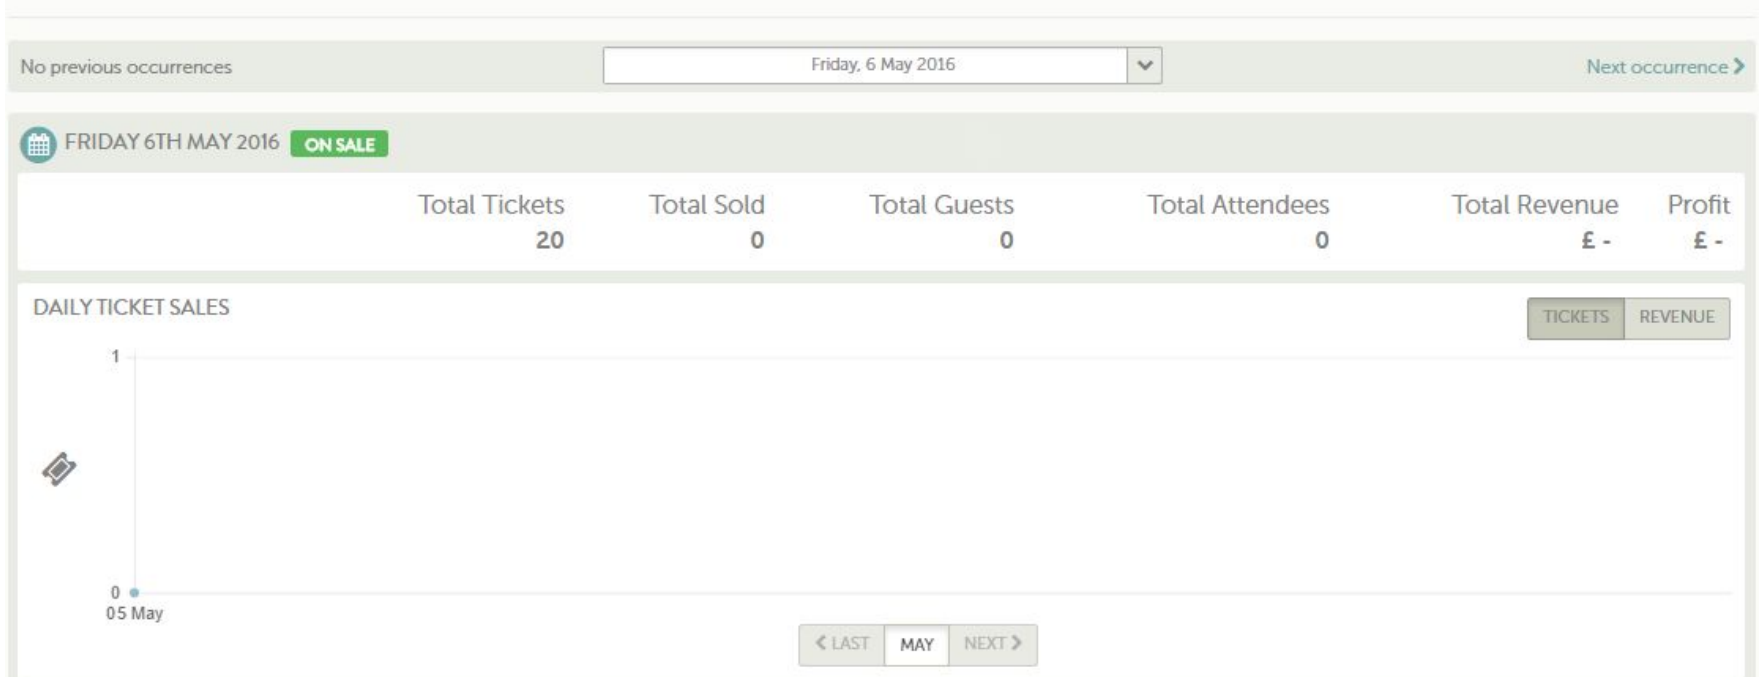 No previous occurrences
Friday, 6 May 2016
Next occurrence
FRIDAY 6TH MAY 2016 ON SALE
Total Tickets Total Sold Total Guests Total Attendees Total Revenue Profit
20 0 0 0 £ - £ -
DAILY TICKET SALES
TICKETS REVENUE
1
0
05 May
LAST MAY NEXT